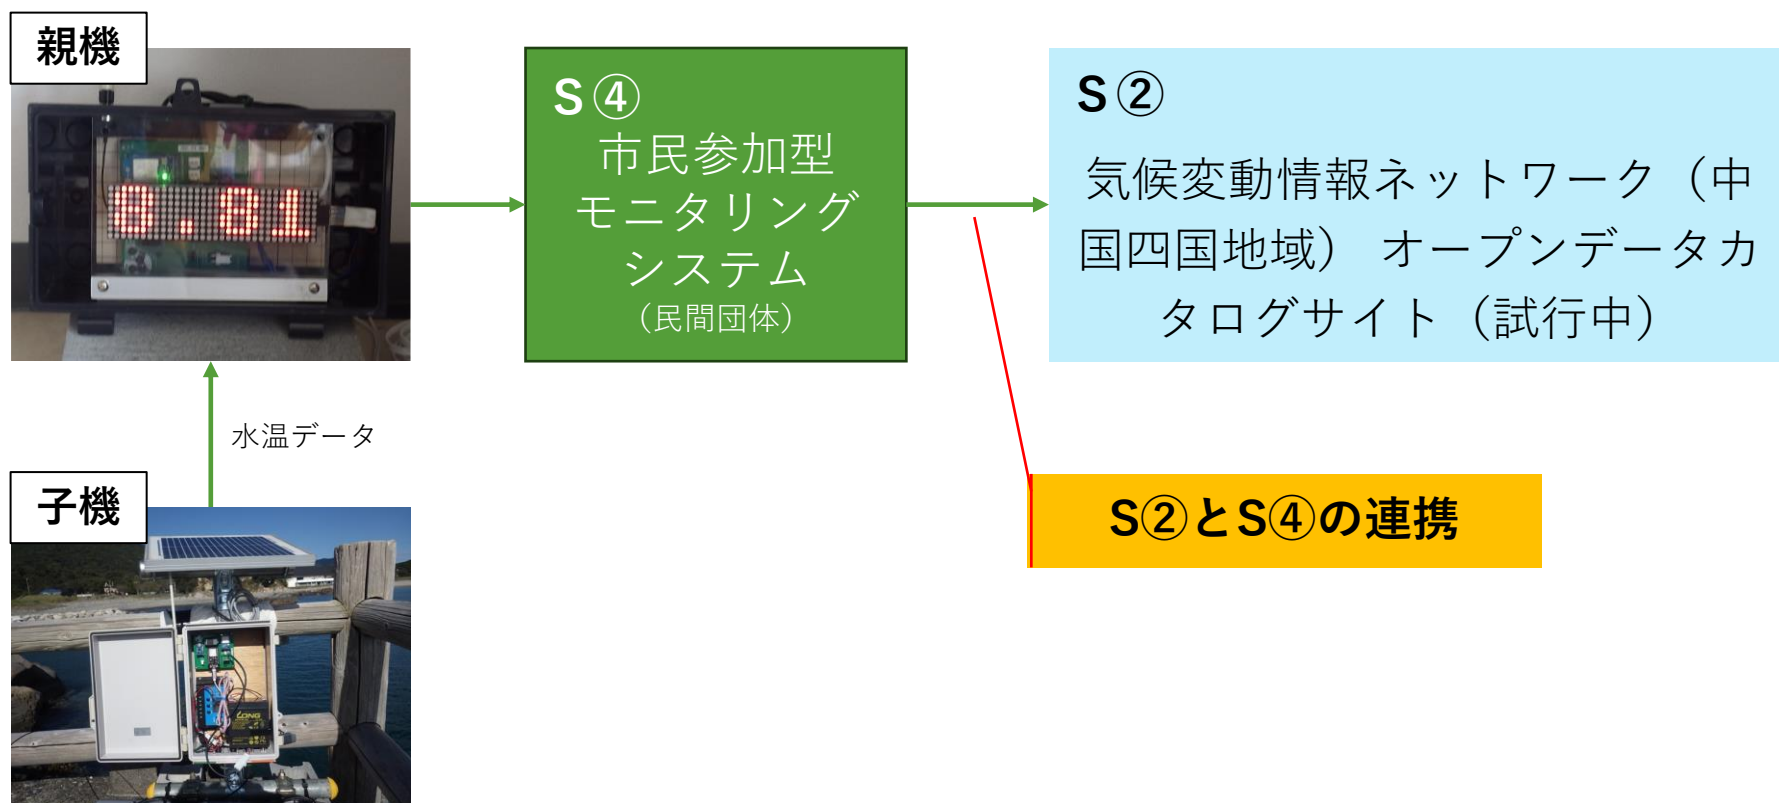 親機
8.81
S④
市民参加型
モニタリング
システム
（民間団体）
S②
気候変動情報ネットワーク（中
国四国地域） オープンデータカ
タログサイト（試行中）
水温データ
子機
LONG
S②とS④の連携